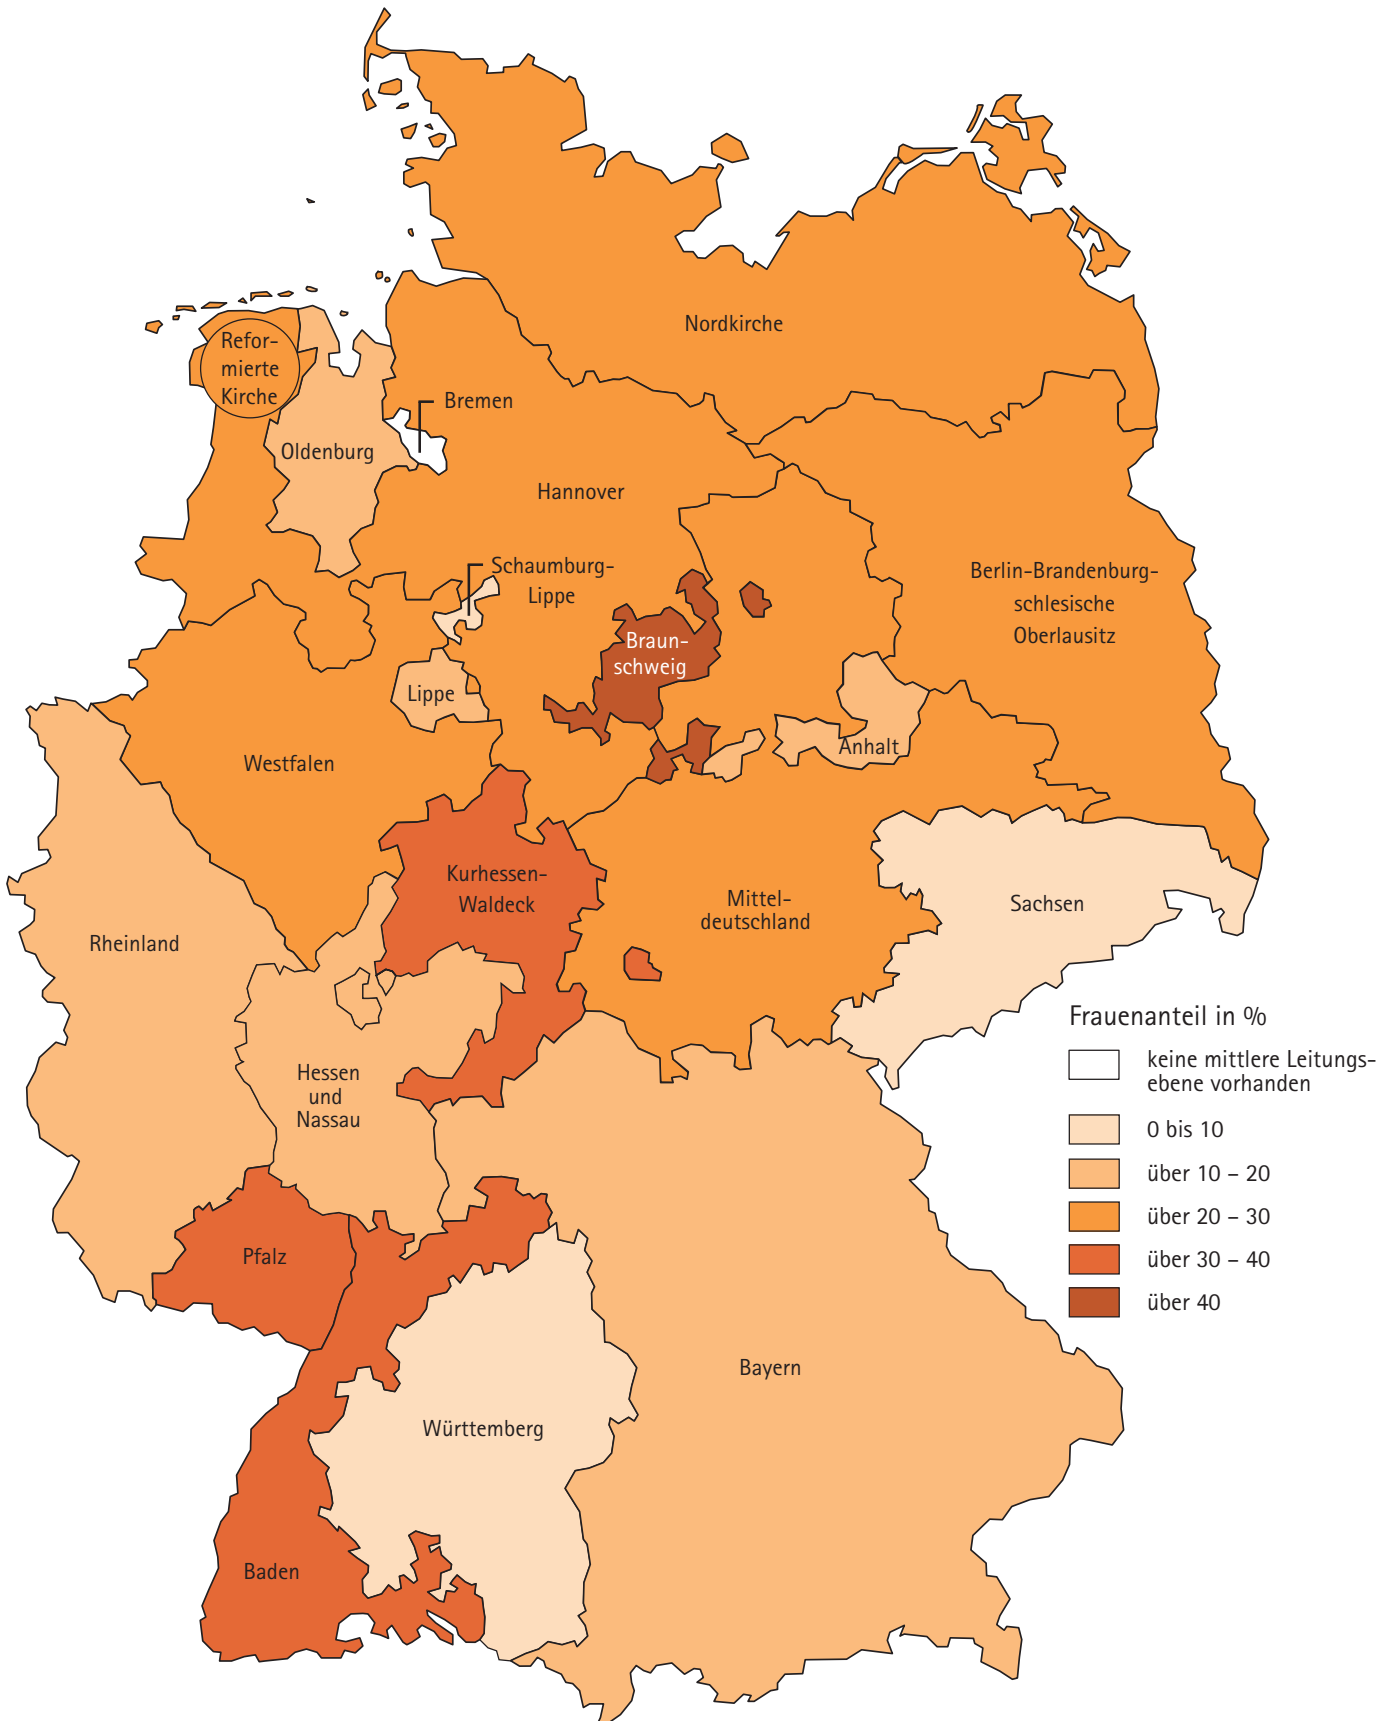 Nordkirche
Refor-
mierte
Kirche
Bremen
Oldenburg
Hannover
Schaumburg-
Lippe
Berlin-Brandenburg-
schlesische
Oberlausitz
Braun-
schweig
Lippe
Anhalt
Westfalen
Kurhessen-
Waldeck
Mittel-
deutschland
Sachsen
Rheinland
Hessen
und
Nassau
Pfalz
Bayern
Württemberg
Baden
Frauenanteil in %
keine mittlere Leitungs-
ebene vorhanden
0 bis 10
über 10 – 20
über 20 – 30
über 30 – 40
über 40